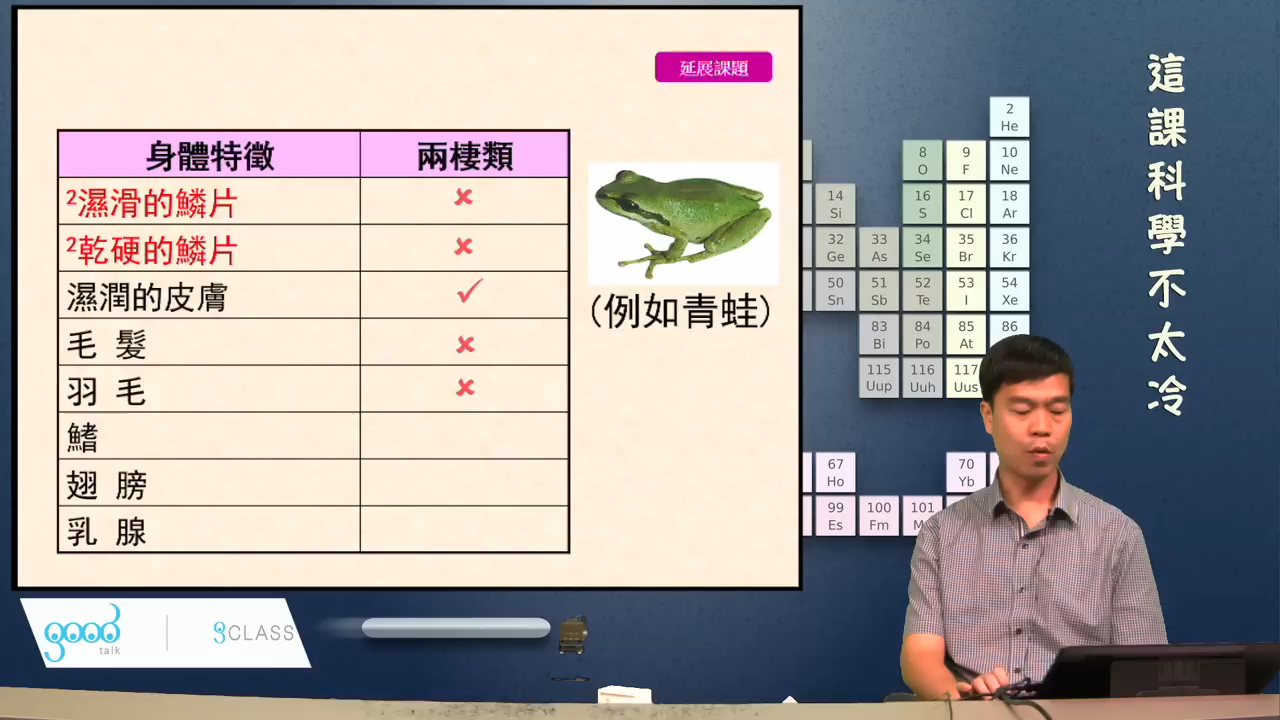 延展課題
身體特徵 兩棲類
²濕滑的鱗片 ✘
²乾硬的鱗片 ✘
濕潤的皮膚 ✓
毛 髮 ✘
羽 毛 ✘
鰭
翅 膀
乳 腺
(例如青蛙)
這課科學不太冷
2 He
8 O 9 F 10 Ne
14 Si 16 S 17 Cl 18 Ar
32 Ge 33 As 34 Se 35 Br 36 Kr
50 Sn 51 Sb 52 Te 53 I 54 Xe
83 Bi 84 Po 85 At 86
115 Uup 116 Uuh 117 Uus
67 Ho 70 Yb
99 Es 100 Fm 101
good talk
3CLASS